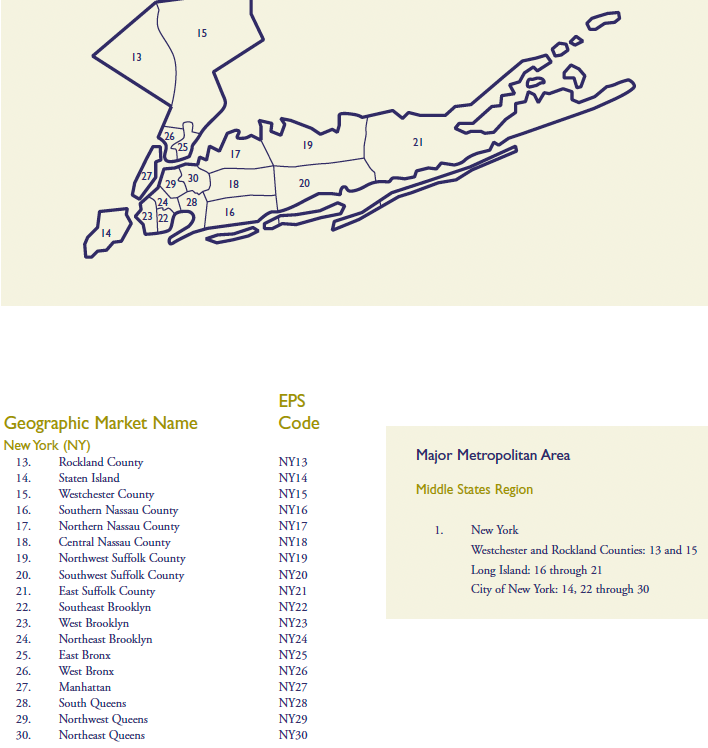 15
13
26
25
19
21
17
27
29
30
18
20
24
28
23
22
16
14
EPS
Geographic Market Name Code
New York (NY)
13. Rockland County NY13
14. Staten Island NY14
15. Westchester County NY15
16. Southern Nassau County NY16
17. Northern Nassau County NY17
18. Central Nassau County NY18
19. Northwest Suffolk County NY19
20. Southwest Suffolk County NY20
21. East Suffolk County NY21
22. Southeast Brooklyn NY22
23. West Brooklyn NY23
24. Northeast Brooklyn NY24
25. East Bronx NY25
26. West Bronx NY26
27. Manhattan NY27
28. South Queens NY28
29. Northwest Queens NY29
30. Northeast Queens NY30
Major Metropolitan Area
Middle States Region
1. New York
Westchester and Rockland Counties: 13 and 15
Long Island: 16 through 21
City of New York: 14, 22 through 30